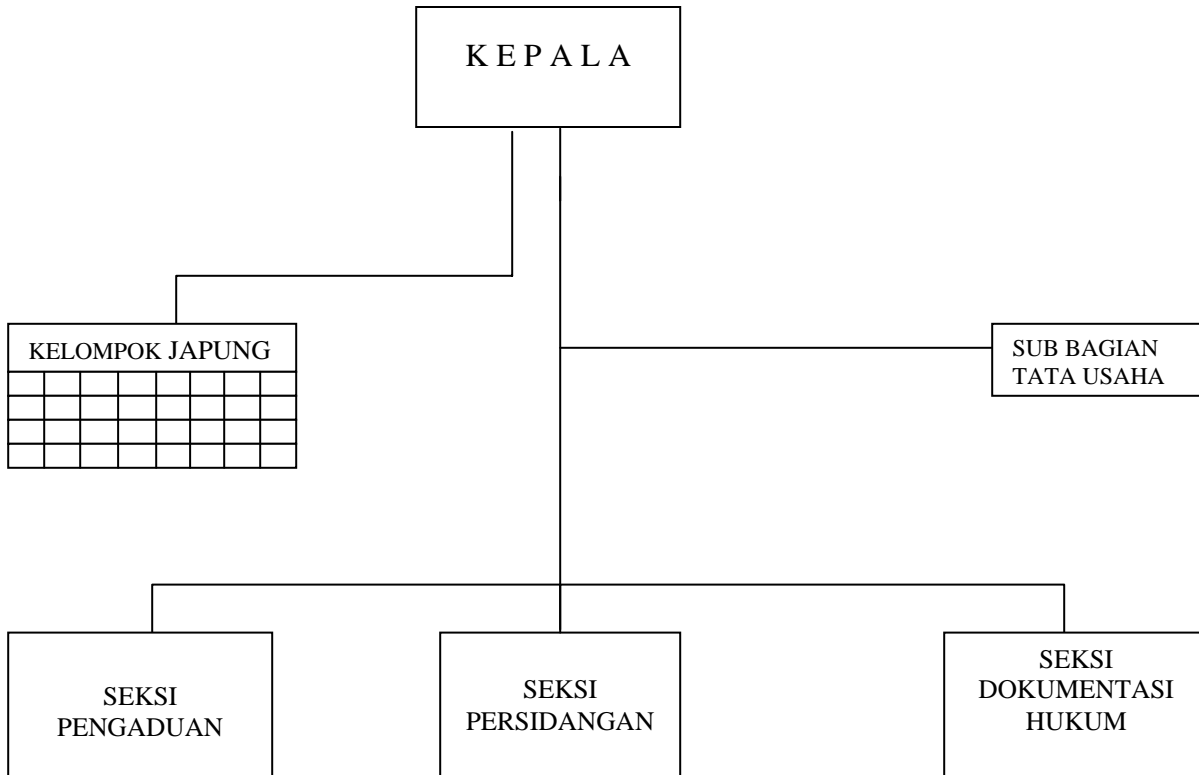 K E P A L A
KELOMPOK JAPUNG
SUB BAGIAN
TATA USAHA
SEKSI
PENGADUAN
SEKSI
PERSIDANGAN
SEKSI
DOKUMENTASI
HUKUM